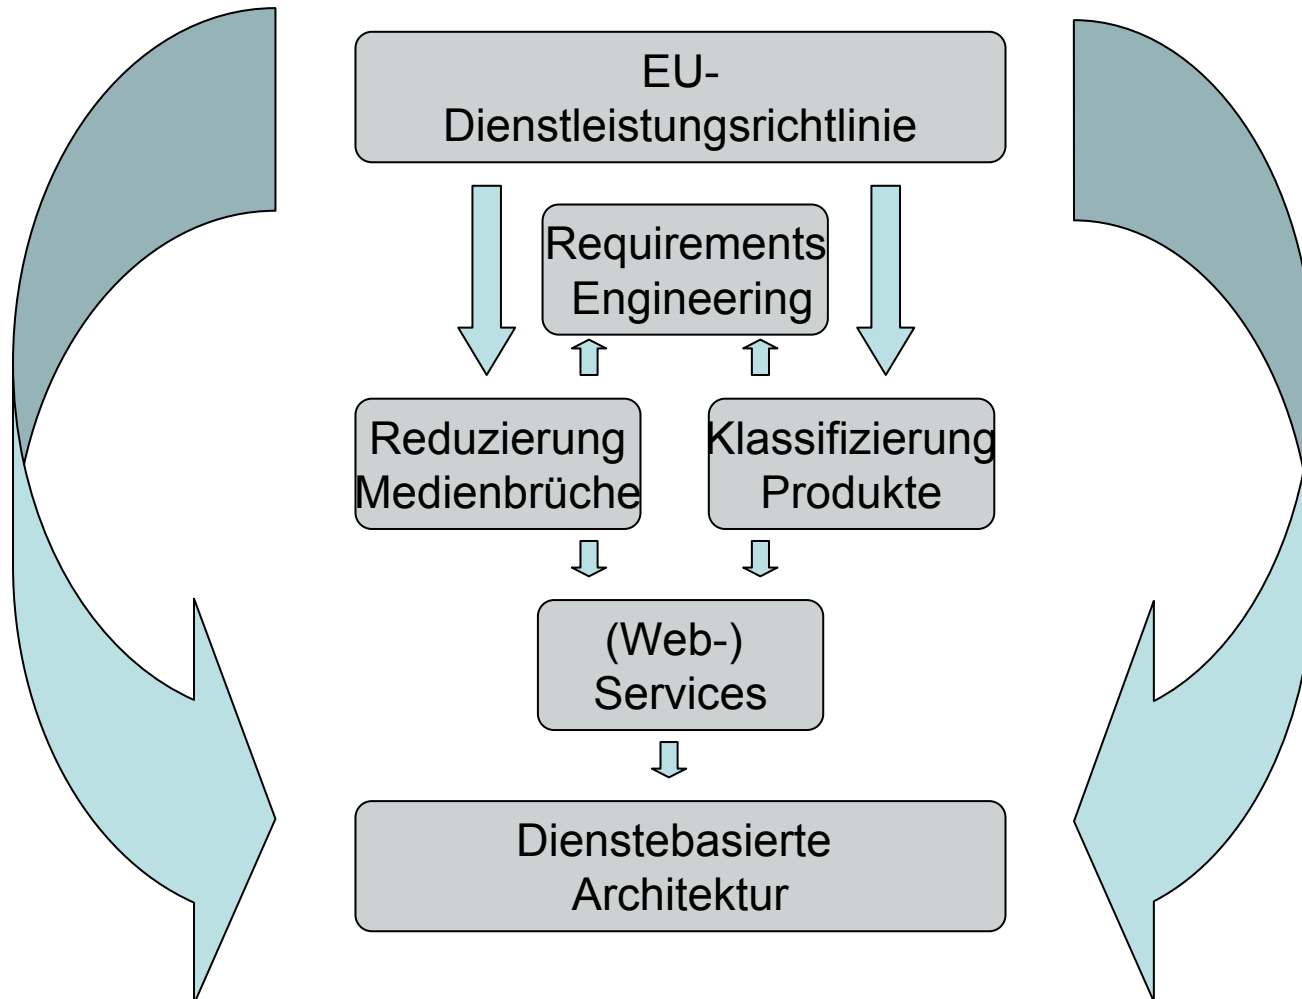 EU-
Dienstleistungsrichtlinie
Requirements
Engineering
Reduzierung
Medienbrüche
Klassifizierung
Produkte
(Web-)
Services
Dienstebasierte
Architektur